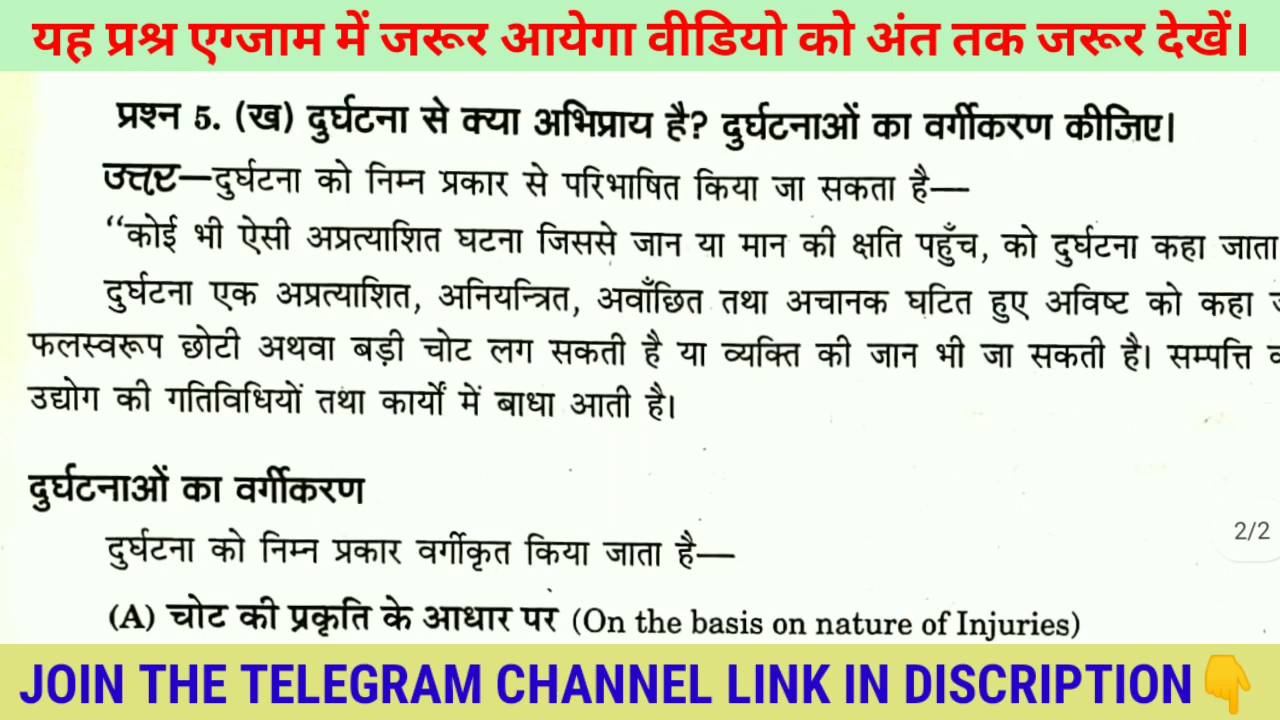 यह प्रश्न एग्जाम में जरूर आयेगा वीडियो को अंत तक जरूर देखें।
प्रश्न 5. (ख) दुर्घटना से क्या अभिप्राय है? दुर्घटनाओं का वर्गीकरण कीजिए।
उत्तर—दुर्घटना को निम्न प्रकार से परिभाषित किया जा सकता है—
“कोई भी ऐसी अप्रत्याशित घटना जिससे जान या मान की क्षति पहुँच, को दुर्घटना कहा जाता
दुर्घटना एक अप्रत्याशित, अनियन्त्रित, अवाँछित तथा अचानक घटित हुए अविष्ट को कहा
फलस्वरूप छोटी अथवा बड़ी चोट लग सकती है या व्यक्ति की जान भी जा सकती है। सम्पत्ति
उद्योग की गतिविधियों तथा कार्यों में बाधा आती है।
दुर्घटनाओं का वर्गीकरण
2/2
दुर्घटना को निम्न प्रकार वर्गीकृत किया जाता है—
(A) चोट की प्रकृति के आधार पर (On the basis on nature of Injuries)
JOIN THE TELEGRAM CHANNEL LINK IN DISCRIPTION👇